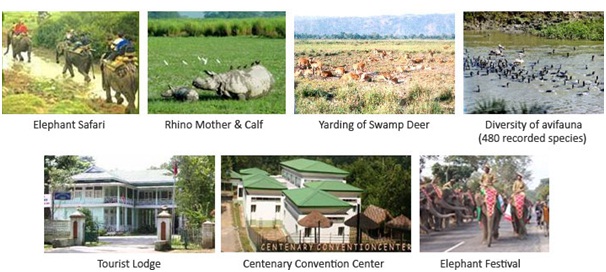 Elephant Safari
Rhino Mother & Calf
Yarding of Swamp Deer
Diversity of avifauna
(480 recorded species)
CENTENARY CONVENTION CENTER
Tourist Lodge
Centenary Convention Center
Elephant Festival